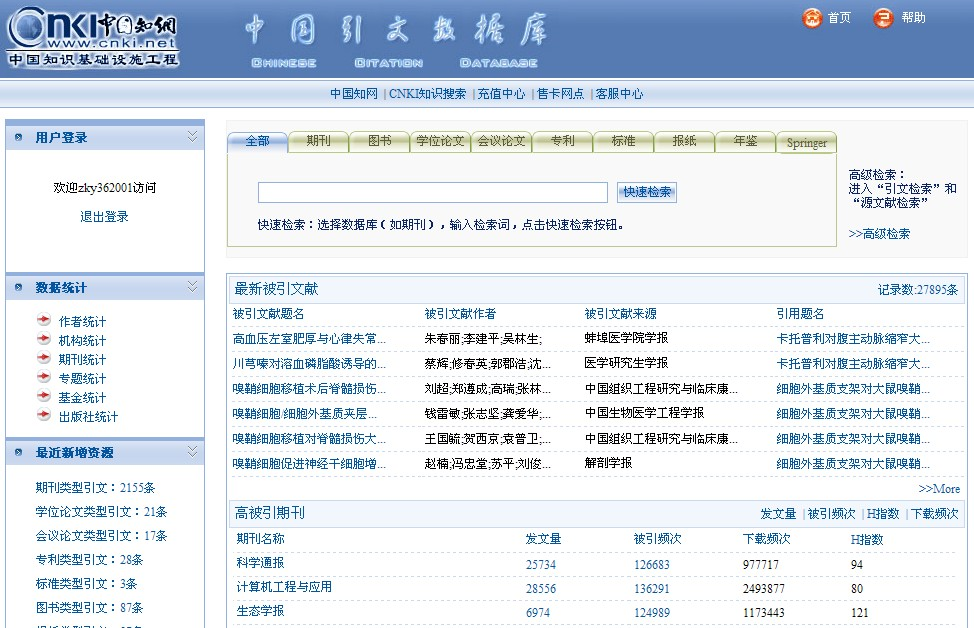 CNKI中国知网
www.cnki.net
中国知识基础设施工程
中国引文数据库
CHINESE CITATION DATABASE
首页 帮助
中国知网 | CNKI知识搜索 | 充值中心 | 售卡网点 | 客服中心
用户登录
欢迎zky362001访问
退出登录
全部 期刊 图书 学位论文 会议论文 专利 标准 报纸 年鉴 Springer
快速检索
快速检索：选择数据库（如期刊），输入检索词，点击快速检索按钮。
高级检索：
进入“引文检索”和
“源文献检索”
>>高级检索
数据统计
作者统计
机构统计
期刊统计
专题统计
基金统计
出版社统计
最近新增资源
期刊类型引文：2155条
学位论文类型引文：21条
会议论文类型引文：17条
专利类型引文：28条
标准类型引文：3条
图书类型引文：87条
最新被引文献 记录数:27895条
被引文献题名 被引文献作者 被引文献来源 引用题名
高血压左室肥厚与心律失常... 朱春丽;李建平;吴林生; 蚌埠医学院学报 卡托普利对腹主动脉缩窄大...
川芎嗪对溶血磷脂酸诱导的... 蔡辉;修春英;郭郡浩;沈... 医学研究生学报 卡托普利对腹主动脉缩窄大...
嗅鞘细胞移植术后脊髓损伤... 刘超;郑遵成;高瑞;张林... 中国组织工程研究与临床康... 细胞外基质支架对大鼠嗅鞘...
嗅鞘细胞/细胞外基质夹层... 钱雷敏;张志坚;龚爱华;... 中国生物医学工程学报 细胞外基质支架对大鼠嗅鞘...
嗅鞘细胞移植对脊髓损伤大... 王国毓;贺西京;袁普卫;... 中国组织工程研究与临床康... 细胞外基质支架对大鼠嗅鞘...
嗅鞘细胞促进神经干细胞增... 赵楠;冯忠堂;苏平;刘俊... 解剖学报 细胞外基质支架对大鼠嗅鞘...
>>More
高被引期刊 发文量 | 被引频次 | H指数 | 下载频次
期刊名称 发文量 被引频次 下载频次 H指数
科学通报 25734 126683 977717 94
计算机工程与应用 28556 136291 2493877 80
生态学报 6974 124989 1173443 121